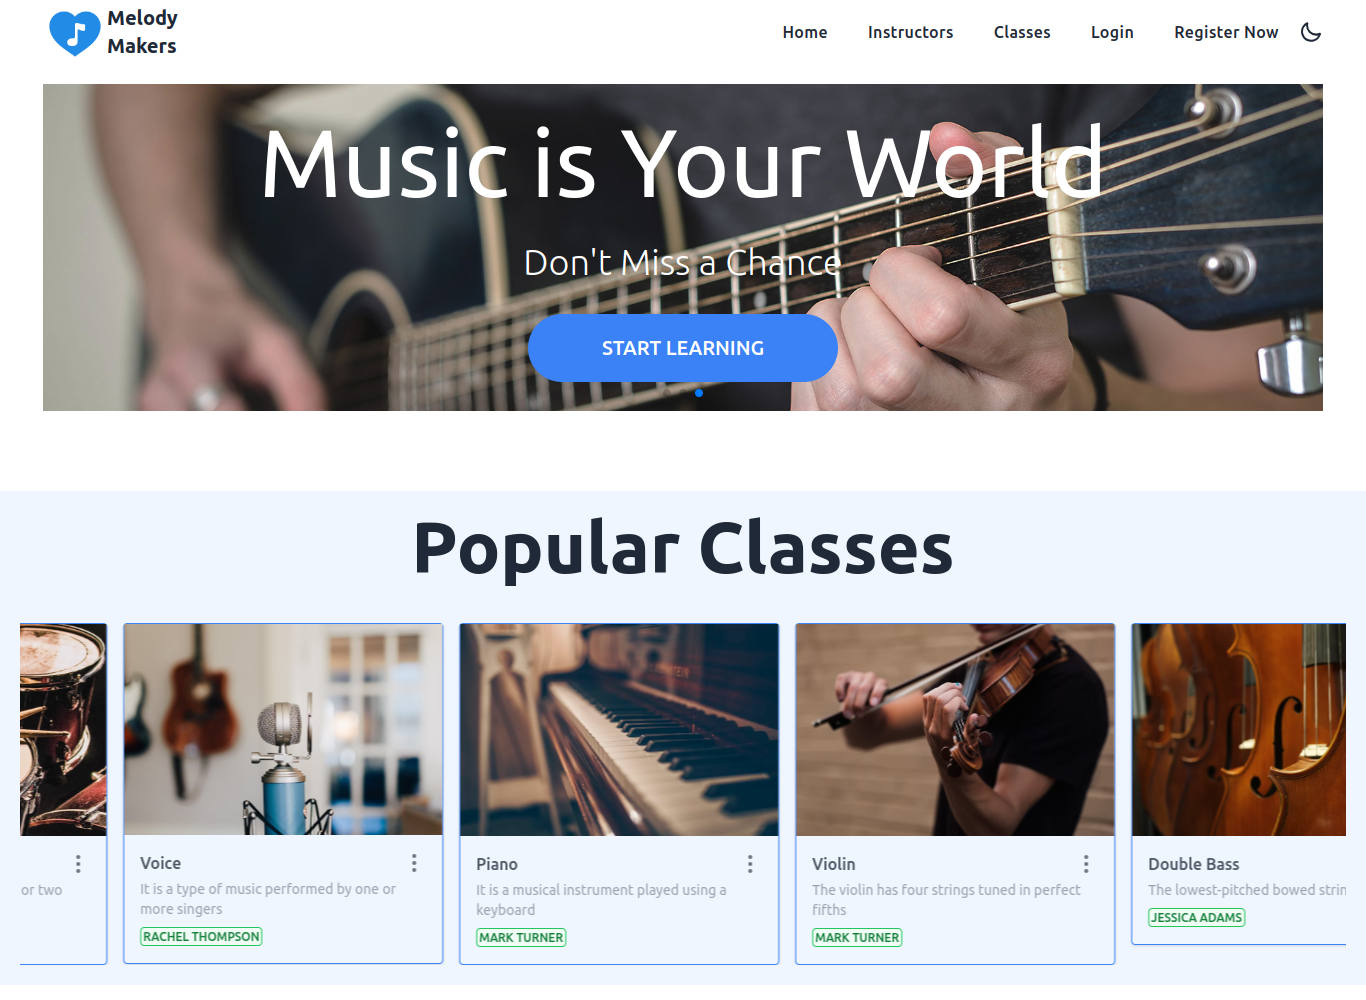 Melody
Makers
Home
Instructors
Classes
Login
Register Now
Music is Your World
Don't Miss a Chance
START LEARNING
Popular Classes
or two
Voice
It is a type of music performed by one or
more singers
RACHEL THOMPSON
Piano
It is a musical instrument played using a
keyboard
MARK TURNER
Violin
The violin has four strings tuned in perfect
fifths
MARK TURNER
Double Bass
The lowest-pitched bowed strin
JESSICA ADAMS